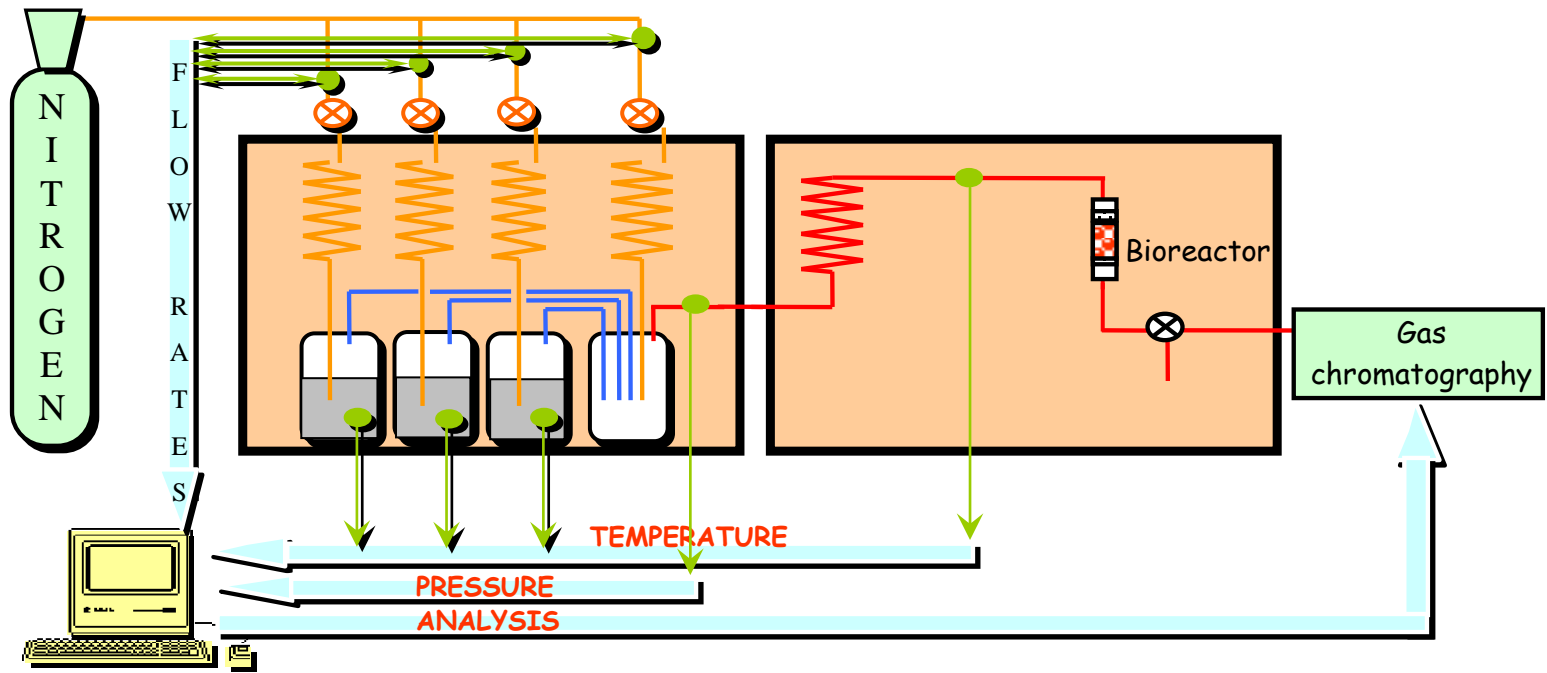 NITROGEN
FLOW RATES
Bioreactor
Gas
chromatography
TEMPERATURE
PRESSURE
ANALYSIS